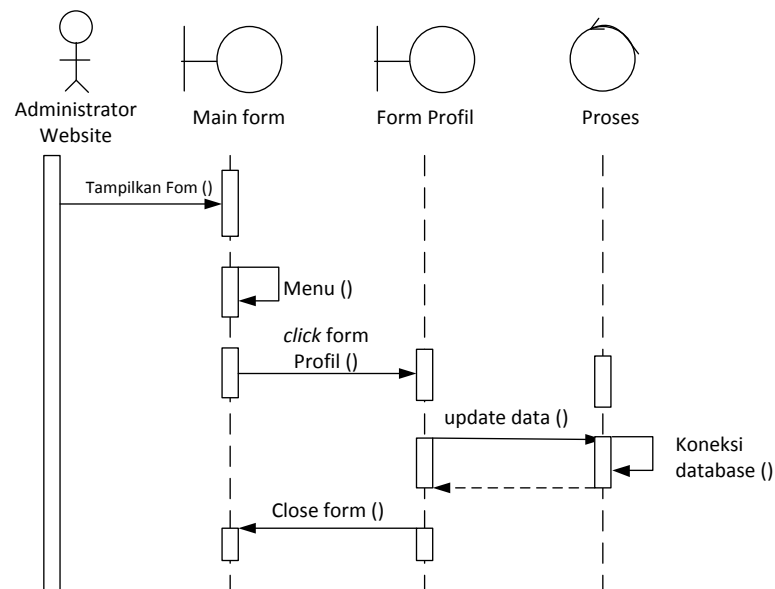 Administrator
Website
Main form
Form Profil
Proses
Tampilkan Fom ()
Menu ()
click form
Profil ()
update data ()
Koneksi
database ()
Close form ()